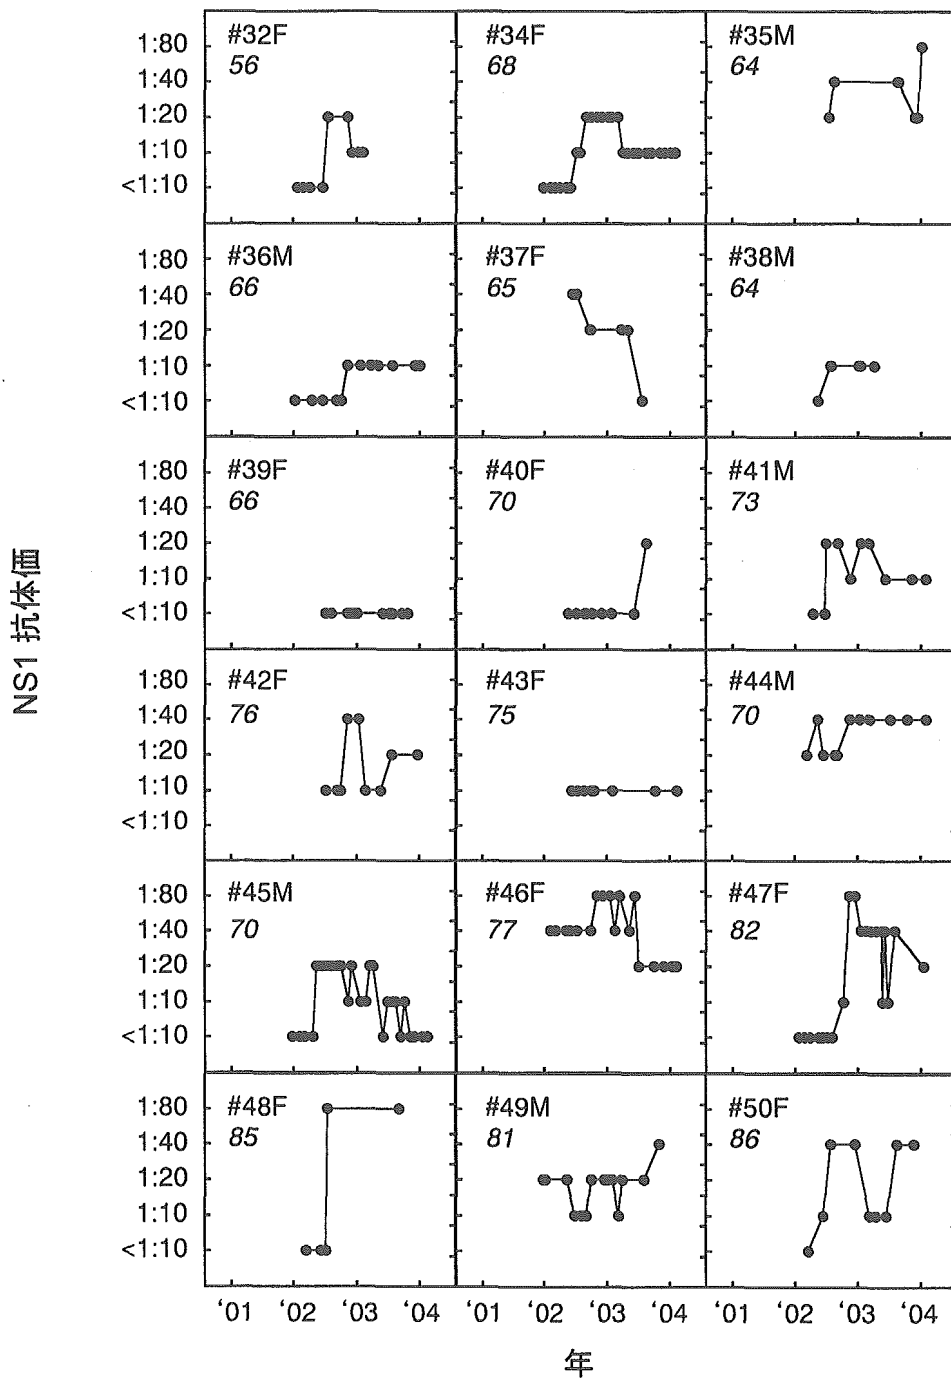 NS1 抗体価
1:80
1:40
1:20
1:10
<1:10
#32F
56
#34F
68
#35M
64
1:80
1:40
1:20
1:10
<1:10
#36M
66
#37F
65
#38M
64
1:80
1:40
1:20
1:10
<1:10
#39F
66
#40F
70
#41M
73
1:80
1:40
1:20
1:10
<1:10
#42F
76
#43F
75
#44M
70
1:80
1:40
1:20
1:10
<1:10
#45M
70
#46F
77
#47F
82
1:80
1:40
1:20
1:10
<1:10
#48F
85
#49M
81
#50F
86
‘01 ‘02 ‘03 ‘04 ‘01 ‘02 ‘03 ‘04 ‘01 ‘02 ‘03 ‘04
年